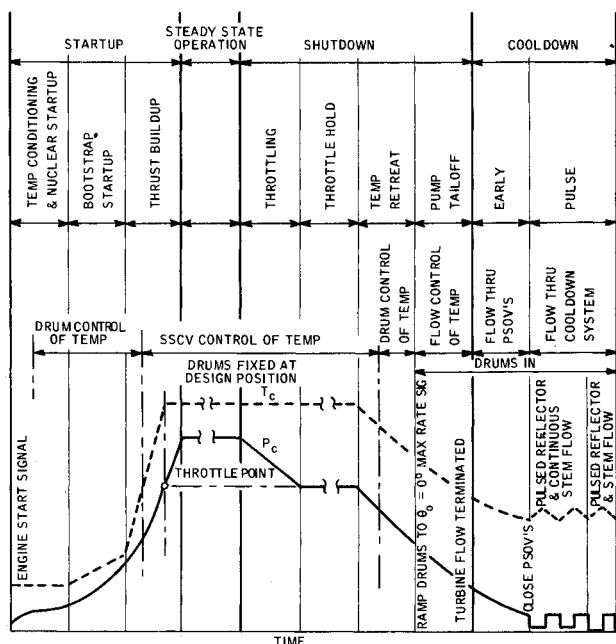 STEADY STATE
STARTUP
OPERATION
SHUTDOWN
COOLDOWN
TEMP CONDITIONING
& NUCLEAR STARTUP
BOOTSTRAP
STARTUP
THRUST BUILDUP
THROTTLING
THROTTLE HOLD
TEMP
RETREAT
PUMP
TAILOFF
EARLY
PULSE
DRUM CONTROL
OF TEMP
SSCV CONTROL OF TEMP
DRUM CONTROL
OF TEMP
FLOW CONTROL
OF TEMP
FLOW THRU
PSOV'S
FLOW THRU
COOLDOWN
SYSTEM
DRUMS FIXED AT
DESIGN POSITION
DRUMS IN
Tc
Pc
THROTTLE POINT
ENGINE START SIGNAL
RAMP DRUMS TO θD = 0° MAX RATE SIG
TURBINE FLOW TERMINATED
CLOSE PSOV'S
PULSED REFLECTOR
& CONTINUOUS
STEM FLOW
PULSED REFLECTOR
& STEM FLOW
TIME